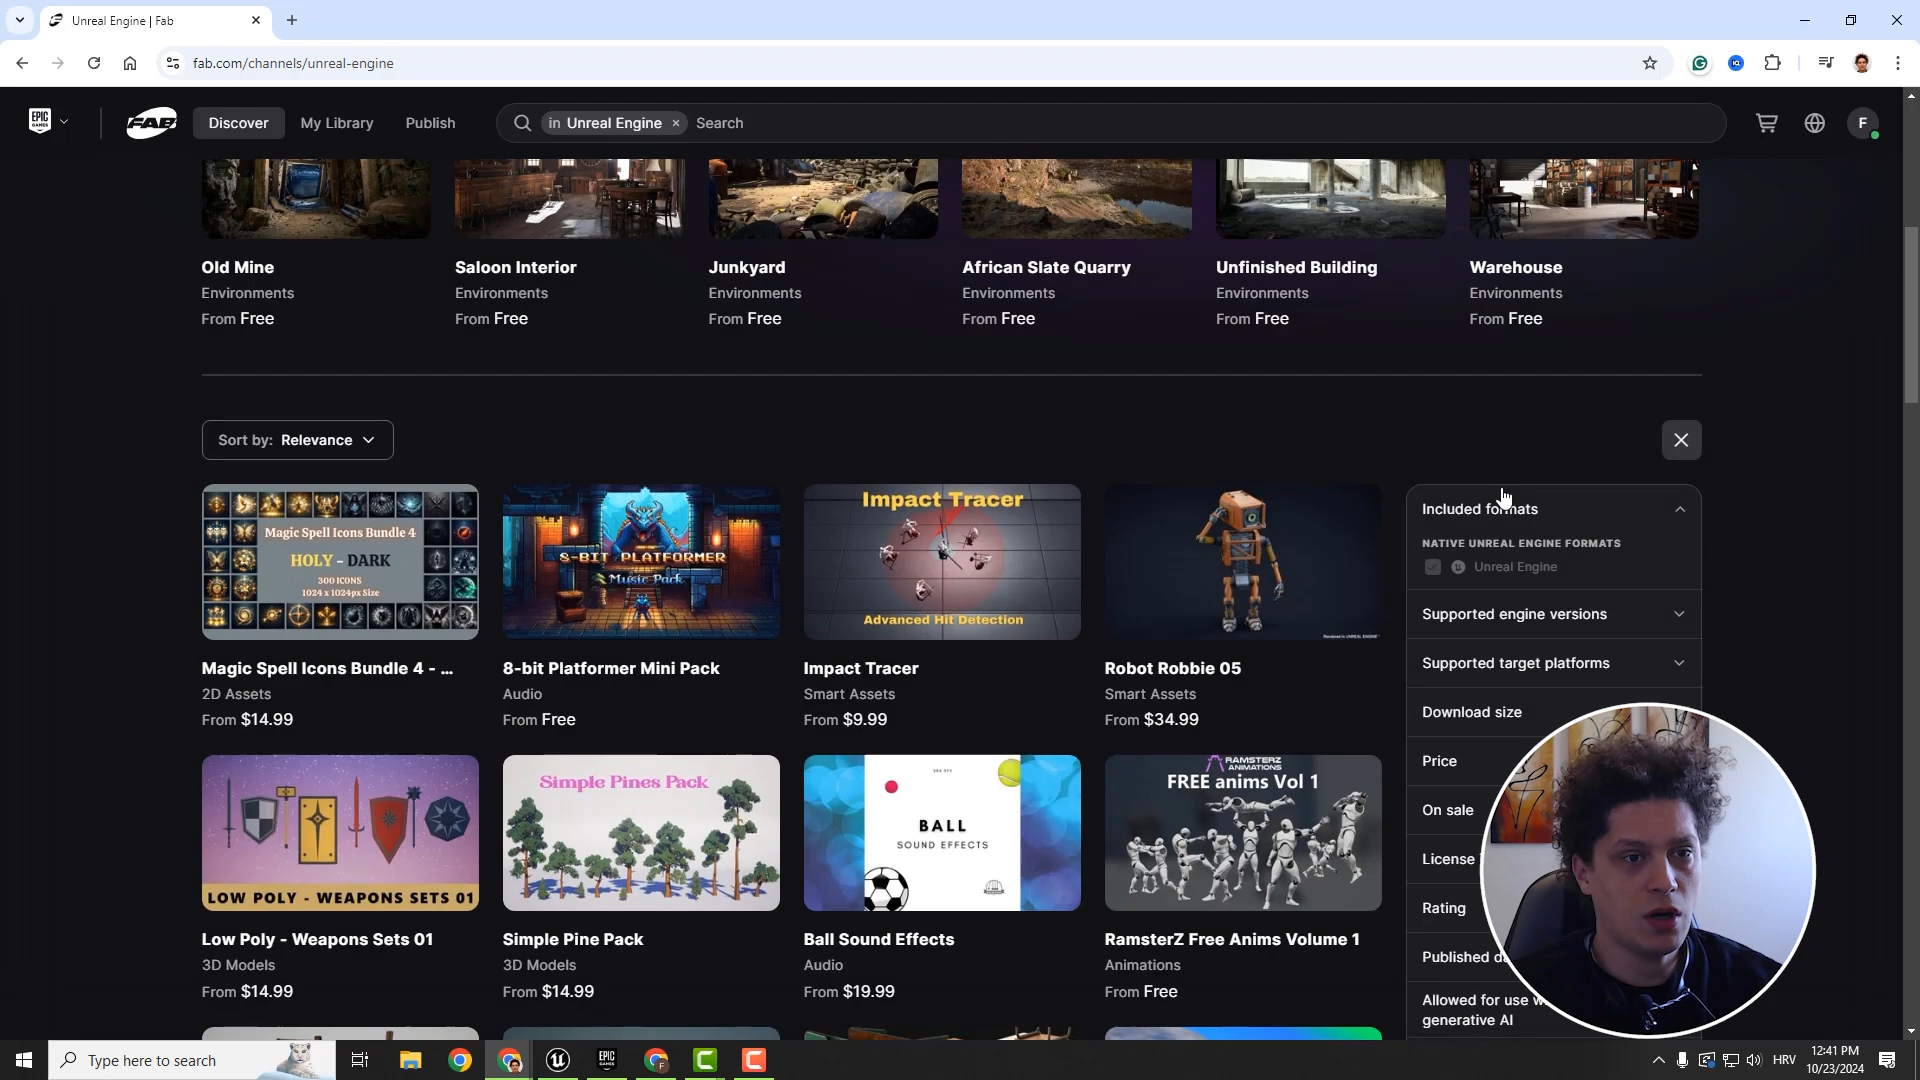 Unreal Engine | Fab
fab.com/channels/unreal-engine
EPIC GAMES
FAB
Discover
My Library
Publish
in Unreal Engine × Search
F
Old Mine
Environments
From Free
Saloon Interior
Environments
From Free
Junkyard
Environments
From Free
African Slate Quarry
Environments
From Free
Unfinished Building
Environments
From Free
Warehouse
Environments
From Free
Sort by: Relevance
Magic Spell Icons Bundle 4
HOLY - DARK
300 ICONS
1024 x 1024px Size
Magic Spell Icons Bundle 4 - ...
2D Assets
From $14.99
8-BIT PLATFORMER
Music Pack
8-bit Platformer Mini Pack
Audio
From Free
Impact Tracer
Advanced Hit Detection
Impact Tracer
Smart Assets
From $9.99
Robot Robbie 05
Smart Assets
From $34.99
Included formats
NATIVE UNREAL ENGINE FORMATS
Unreal Engine
Supported engine versions
Supported target platforms
Download size
Price
On sale
License
Rating
Published
Allowed for use
generative AI
LOW POLY - WEAPONS SETS 01
Low Poly - Weapons Sets 01
3D Models
From $14.99
Simple Pines Pack
Simple Pine Pack
3D Models
From $14.99
BALL
SOUND EFFECTS
Ball Sound Effects
Audio
From $19.99
RAMSTERZ
ANIMATIONS
FREE anims Vol 1
RamsterZ Free Anims Volume 1
Animations
From Free
Type here to search
EPIC GAMES
F
HRV
12:41 PM
10/23/2024